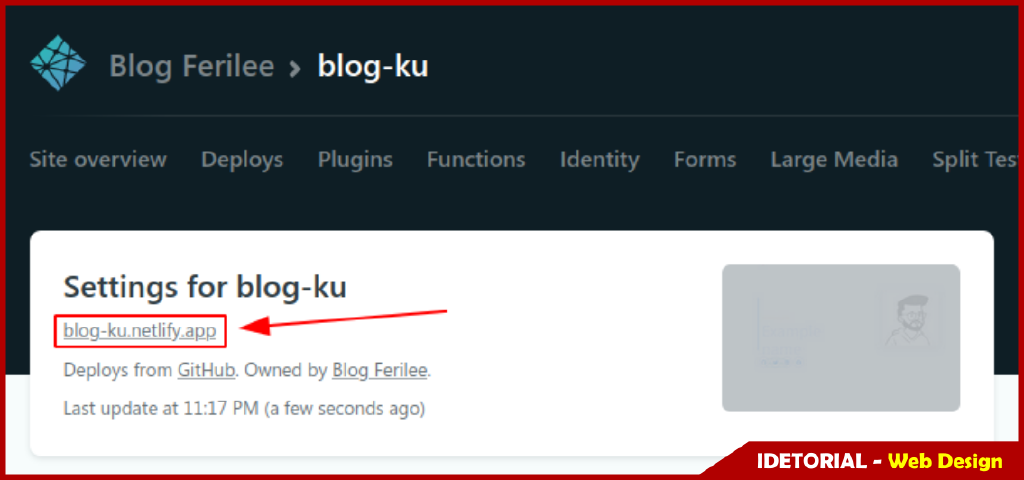 Blog Ferilee > blog-ku
Site overview Deploys Plugins Functions Identity Forms Large Media Split Tes
Settings for blog-ku
blog-ku.netlify.app
Deploys from GitHub. Owned by Blog Ferilee.
Last update at 11:17 PM (a few seconds ago)
IDETORIAL - Web Design